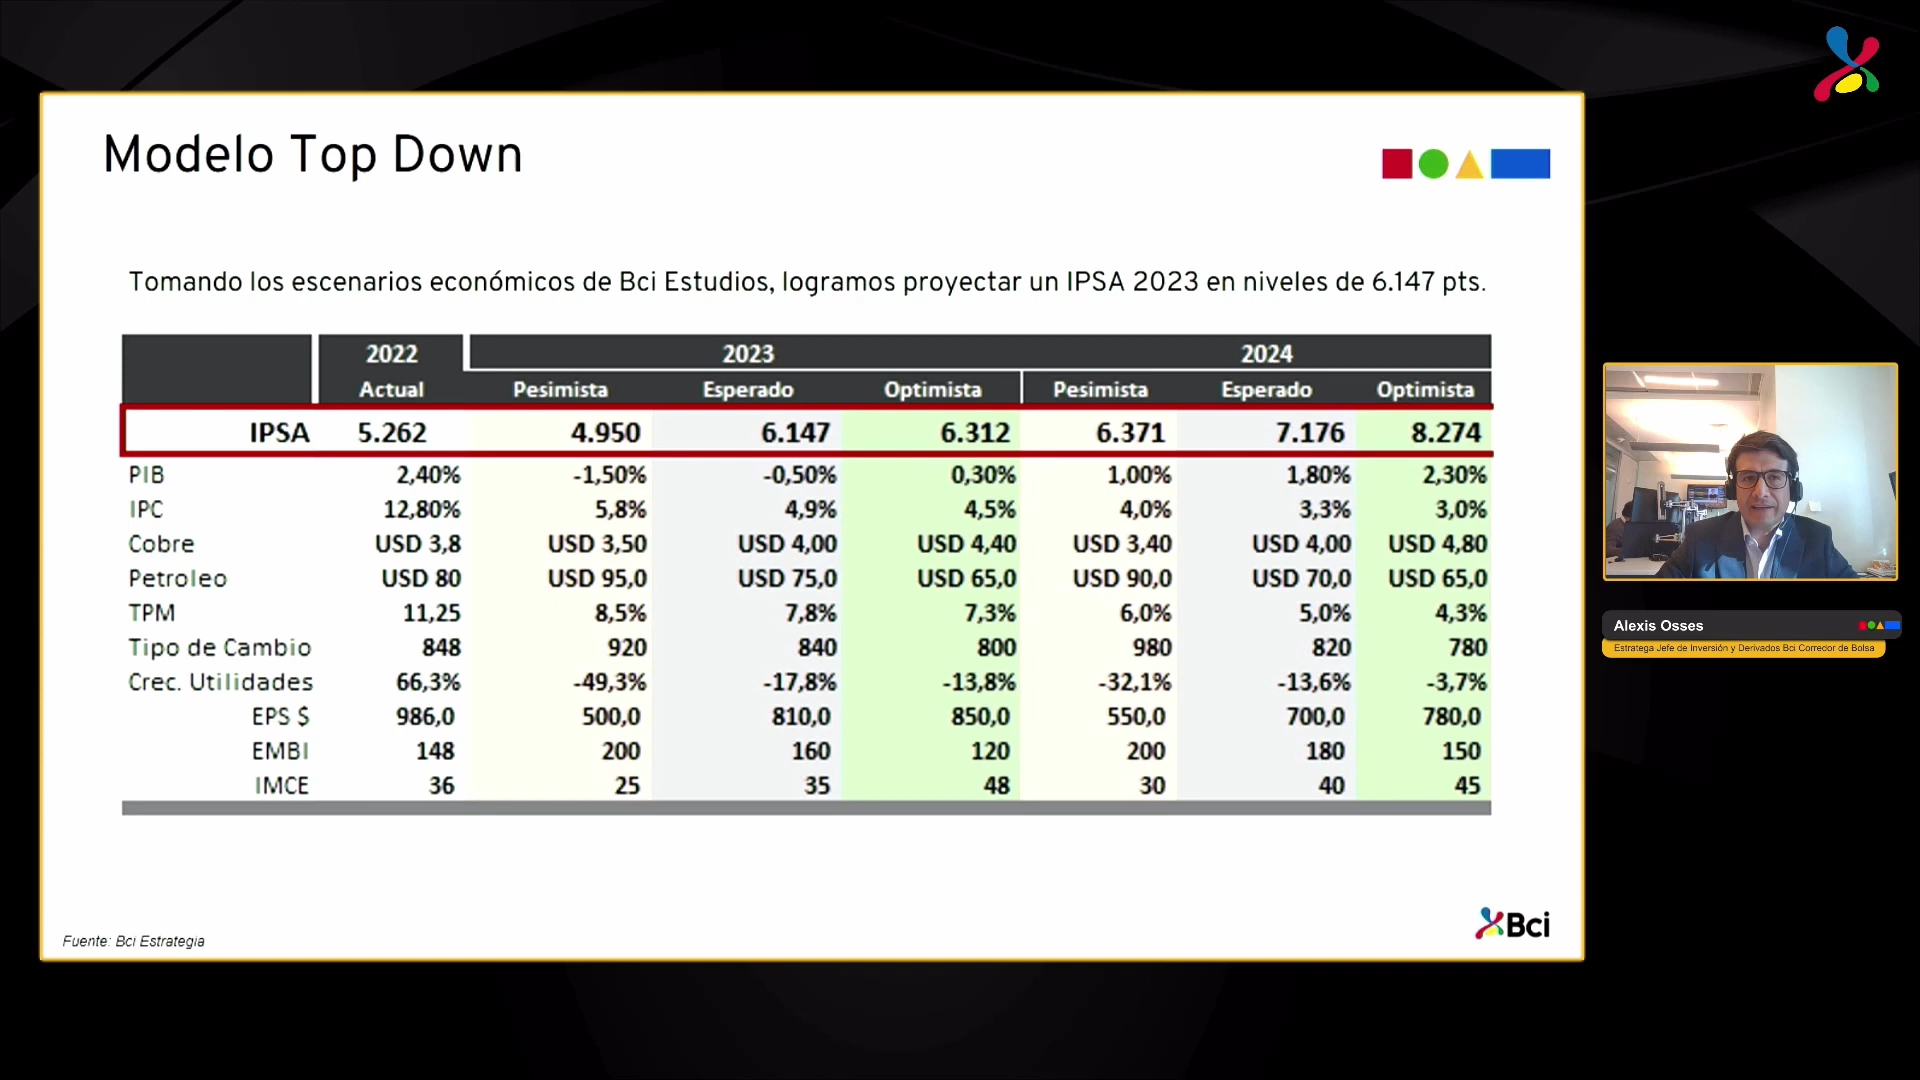 Modelo Top Down
Tomando los escenarios económicos de Bci Estudios, logramos proyectar un IPSA 2023 en niveles de 6.147 pts.
2022 2023 2024
Actual Pesimista Esperado Optimista Pesimista Esperado Optimista
IPSA 5.262 4.950 6.147 6.312 6.371 7.176 8.274
PIB 2,40% -1,50% -0,50% 0,30% 1,00% 1,80% 2,30%
IPC 12,80% 5,8% 4,9% 4,5% 4,0% 3,3% 3,0%
Cobre USD 3,8 USD 3,50 USD 4,00 USD 4,40 USD 3,40 USD 4,00 USD 4,80
Petroleo USD 80 USD 95,0 USD 75,0 USD 65,0 USD 90,0 USD 70,0 USD 65,0
TPM 11,25 8,5% 7,8% 7,3% 6,0% 5,0% 4,3%
Tipo de Cambio 848 920 840 800 980 820 780
Crec. Utilidades 66,3% -49,3% -17,8% -13,8% -32,1% -13,6% -3,7%
EPS $ 986,0 500,0 810,0 850,0 550,0 700,0 780,0
EMBI 148 200 160 120 200 180 150
IMCE 36 25 35 48 30 40 45
Fuente: Bci Estrategia
Bci
Alexis Osses
Estratega Jefe de Inversión y Derivados Bci Corredor de Bolsa